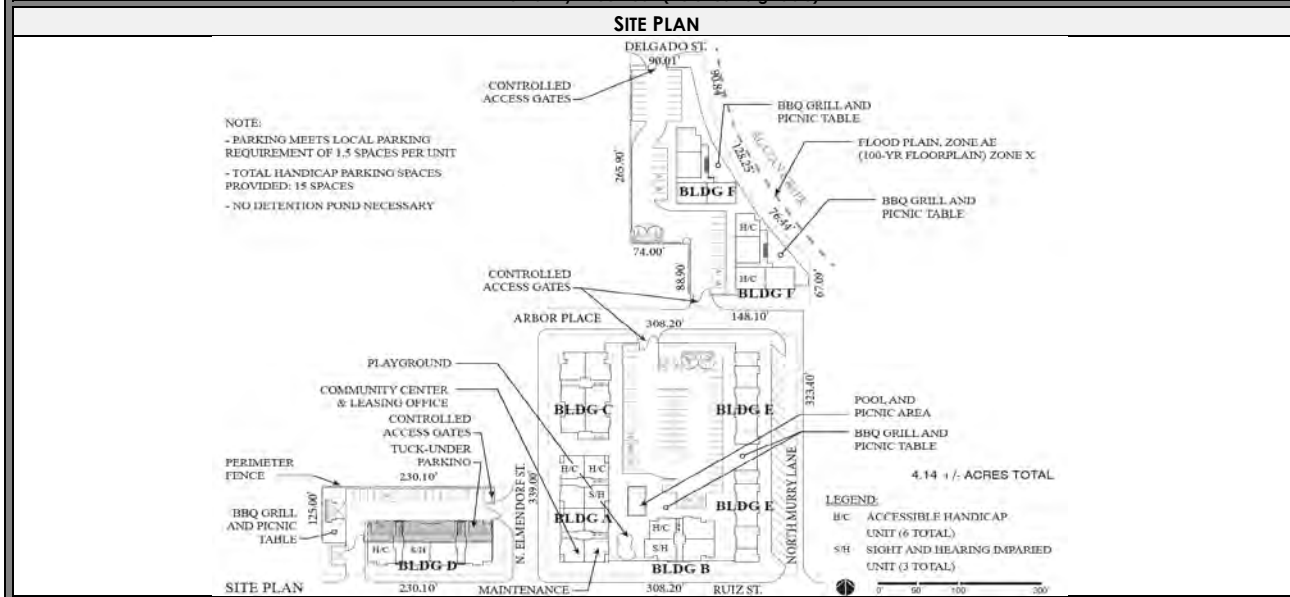 SITE PLAN
DELGADO ST.
90.01'
CONTROLLED
ACCESS GATES
90.84'
BBQ GRILL AND
PICNIC TABLE
NOTE:
- PARKING MEETS LOCAL PARKING
REQUIREMENT OF 1.5 SPACES PER UNIT
- TOTAL HANDICAP PARKING SPACES
PROVIDED: 15 SPACES
- NO DETENTION POND NECESSARY
128.25'
FLOOD PLAIN, ZONE AE
(100-YR FLOORPLAIN) ZONE X
265.90'
BLDG F
76.44'
BBQ GRILL AND
PICNIC TABLE
H/C
74.00'
88.90'
H/C
BLDG F
67.09'
CONTROLLED
ACCESS GATES
ARBOR PLACE
308.20'
148.10'
PLAYGROUND
COMMUNITY CENTER
& LEASING OFFICE
BLDG C
BLDG E
323.40'
POOL AND
PICNIC AREA
CONTROLLED
ACCESS GATES
TUCK-UNDER
PARKING
BBQ GRILL AND
PICNIC TABLE
PERIMETER
FENCE
230.10'
H/C
H/C
4.14 +/- ACRES TOTAL
125.00'
N. ELMENDORF ST.
339.00'
S/H
NORTH MURRY LANE
LEGEND:
BBQ GRILL
AND PICNIC
TABLE
BLDG A
BLDG E
H/C ACCESSIBLE HANDICAP
UNIT (6 TOTAL)
H/C
S/H
H/C
S/H
S/H SIGHT AND HEARING IMPARIED
UNIT (3 TOTAL)
BLDG D
BLDG B
SITE PLAN
230.10'
MAINTENANCE
308.20'
RUIZ ST.
0' 50' 100' 200'